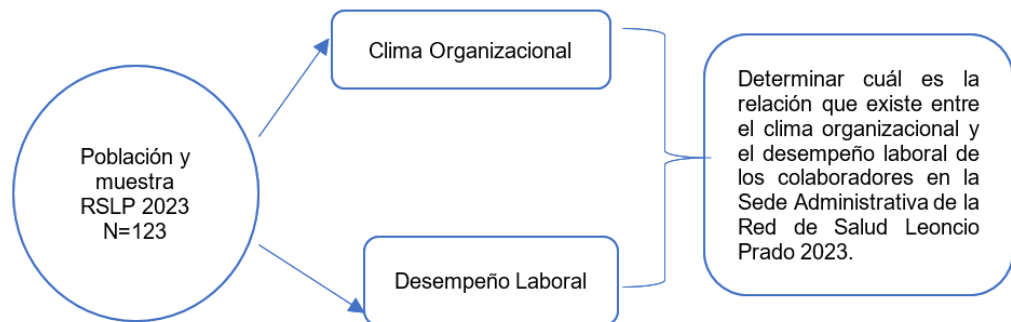 Población y
muestra
RSLP 2023
N=123
Clima Organizacional
Desempeño Laboral
Determinar cuál es la
relación que existe entre
el clima organizacional y
el desempeño laboral de
los colaboradores en la
Sede Administrativa de la
Red de Salud Leoncio
Prado 2023.